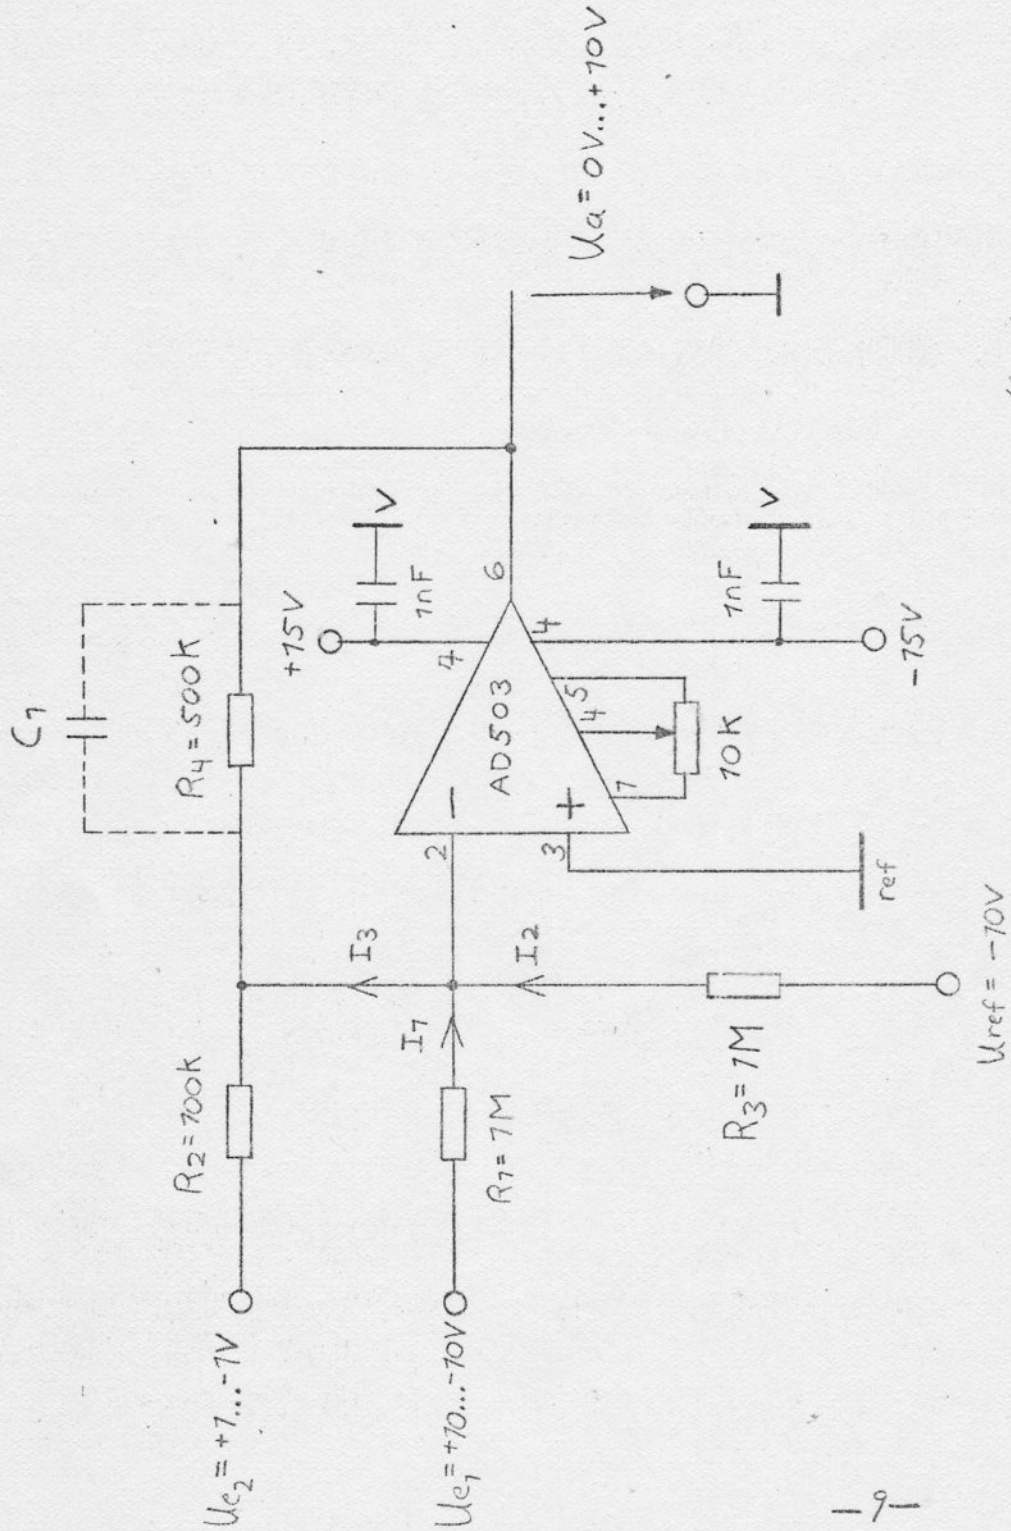 C1
R4 = 500k
R2 = 100k
Ue2 = +1...-1V
+15V
V
1nF
7
I3
I1
2
−
AD503
6
Ua = 0V...+10V
Ue1 = +10...-10V
R1 = 1M
3
+
1
4
5
4
I2
10k
1nF
V
R3 = 1M
ref
-15V
Uref = -10V
-9-